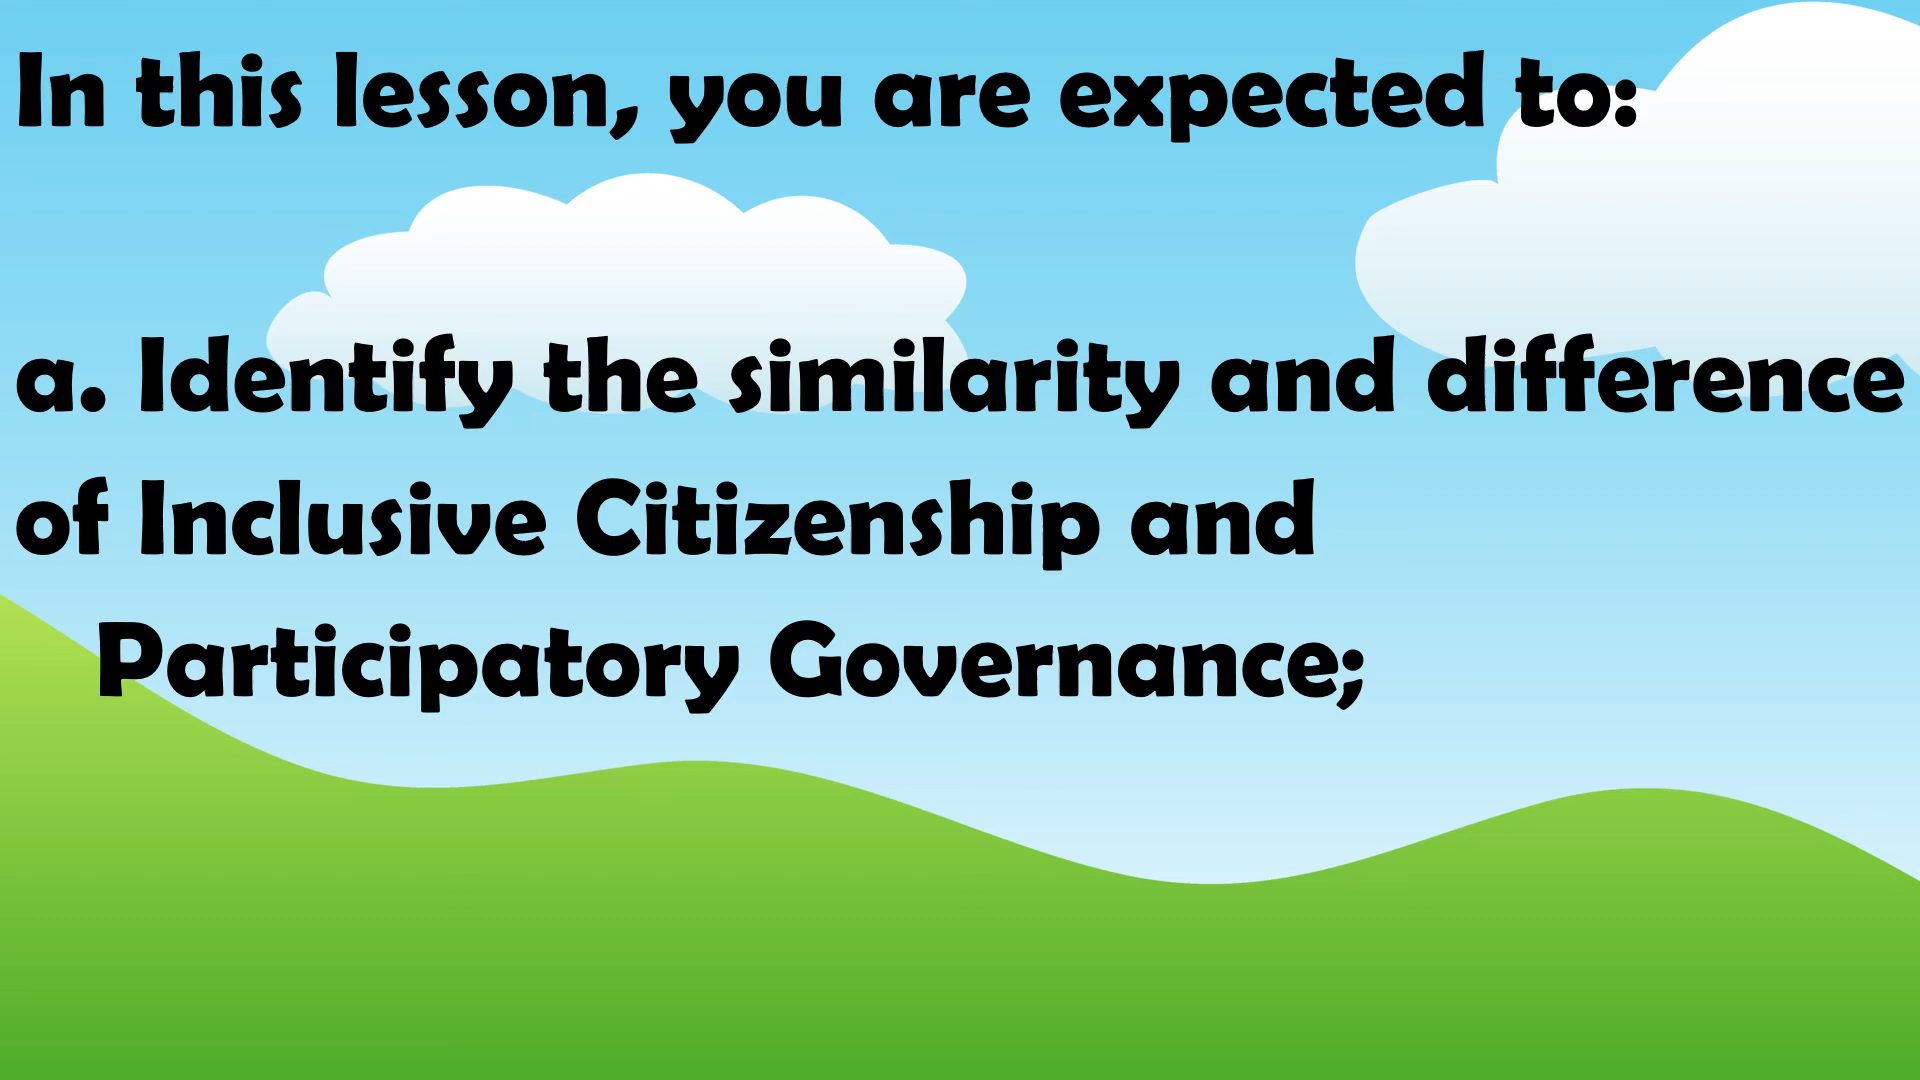 In this lesson, you are expected to:
a. Identify the similarity and difference
of Inclusive Citizenship and
Participatory Governance;